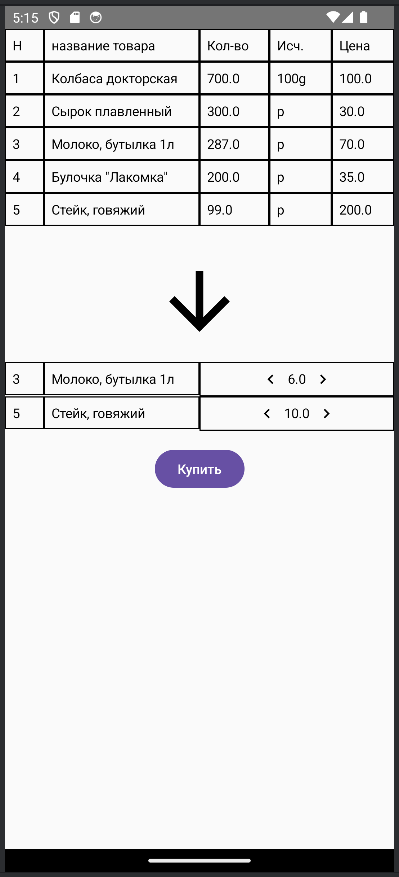 5:15
Н название товара Кол-во Исч. Цена
1 Колбаса докторская 700.0 100g 100.0
2 Сырок плавленный 300.0 р 30.0
3 Молоко, бутылка 1л 287.0 р 70.0
4 Булочка "Лакомка" 200.0 р 35.0
5 Стейк, говяжий 99.0 р 200.0
3 Молоко, бутылка 1л 6.0
5 Стейк, говяжий 10.0
Купить